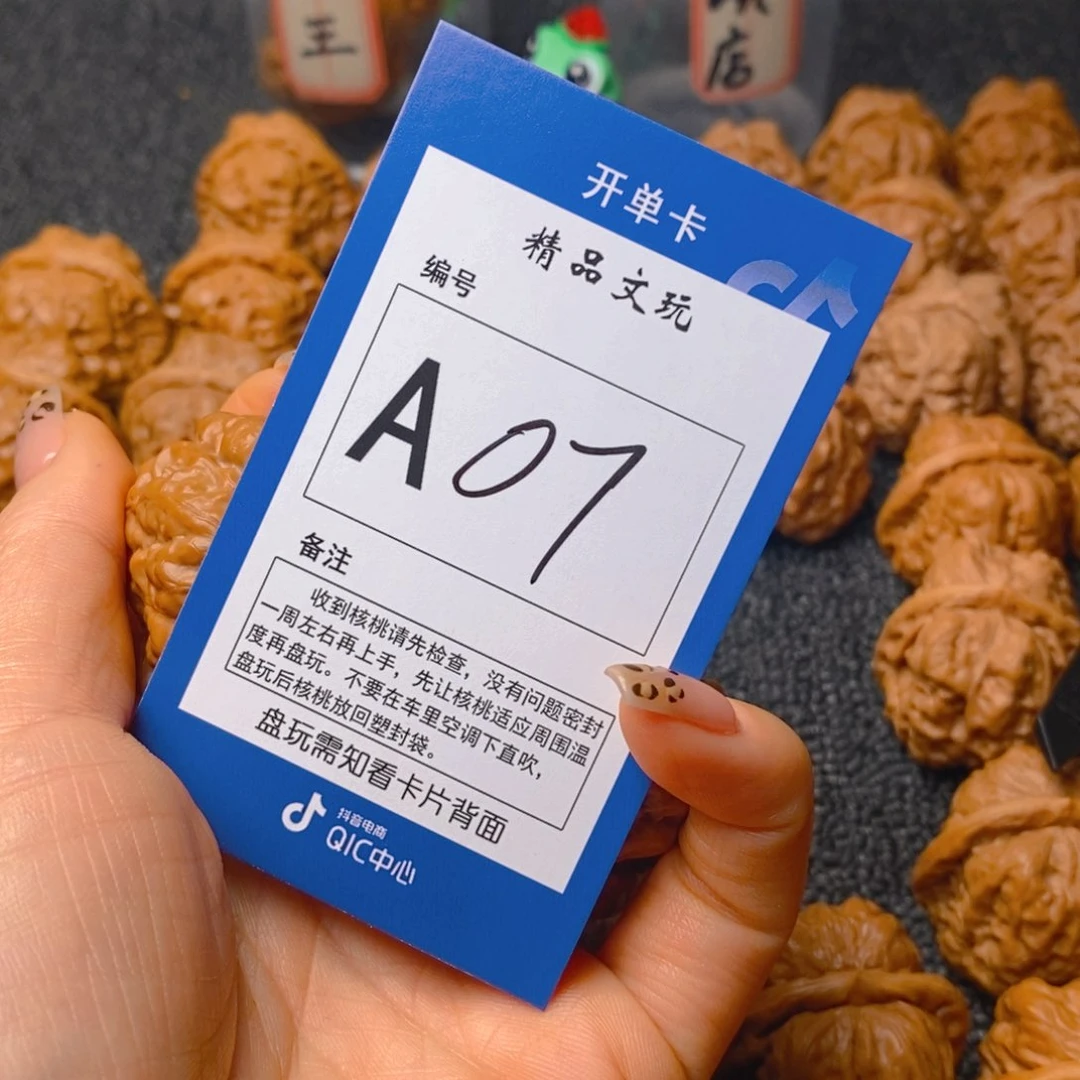 王
店
开单卡
精品文玩
编号
A07
备注
收到核桃请先检查，没有问题密封
一周左右再上手，先让核桃适应周围温
度再盘玩。不要在车里空调下直吹，
盘玩后核桃放回塑封袋。
盘玩需知看卡片背面
抖音电商
QIC中心